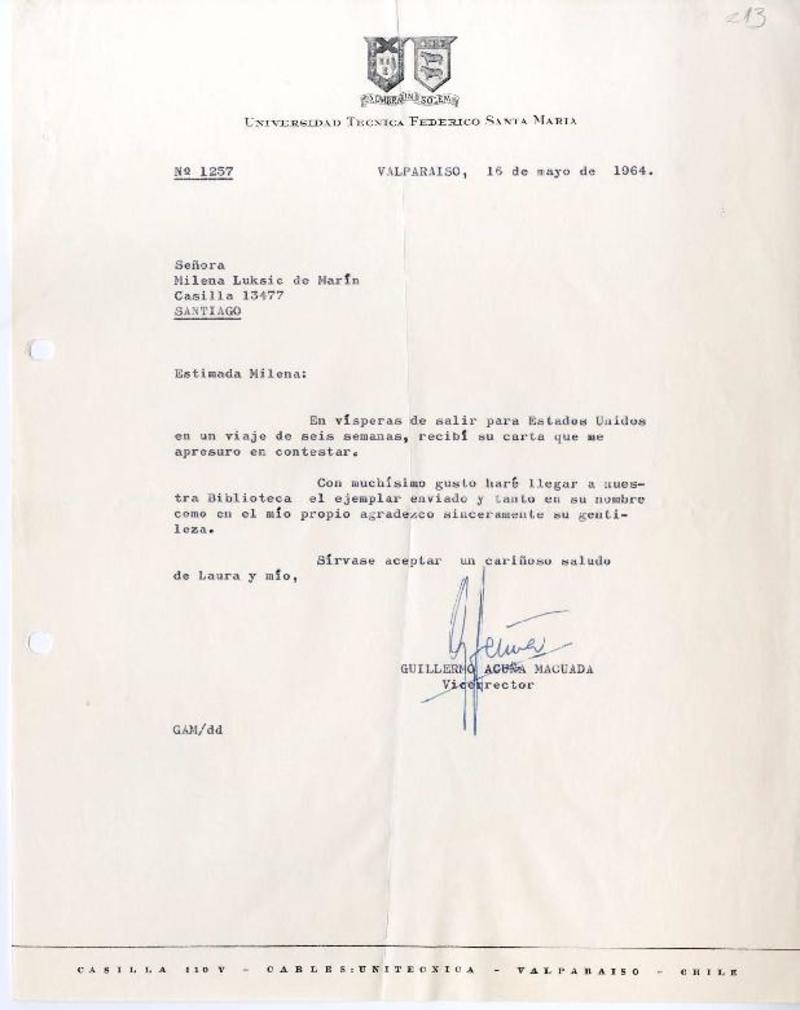 213
EX UMBRA IN SOLEM
UNIVERSIDAD TECNICA FEDERICO SANTA MARIA
Nº 1257
VALPARAISO, 16 de mayo de 1964.
Señora
Milena Luksic de Marín
Casilla 13477
SANTIAGO
Estimada Milena:
En vísperas de salir para Estados Unidos
en un viaje de seis semanas, recibí su carta que me
apresuro en contestar.
Con muchísimo gusto haré llegar a nues-
tra Biblioteca el ejemplar enviado y tanto en su nombre
como en el mío propio agradezco sinceramente su genti-
leza.
Sírvase aceptar un cariñoso saludo
de Laura y mío,
GUILLERMO ACUÑA MACUADA
Vicerrector
GAM/dd
CASILLA 110 V - CABLES: UNITECNICA - VALPARAISO - CHILE